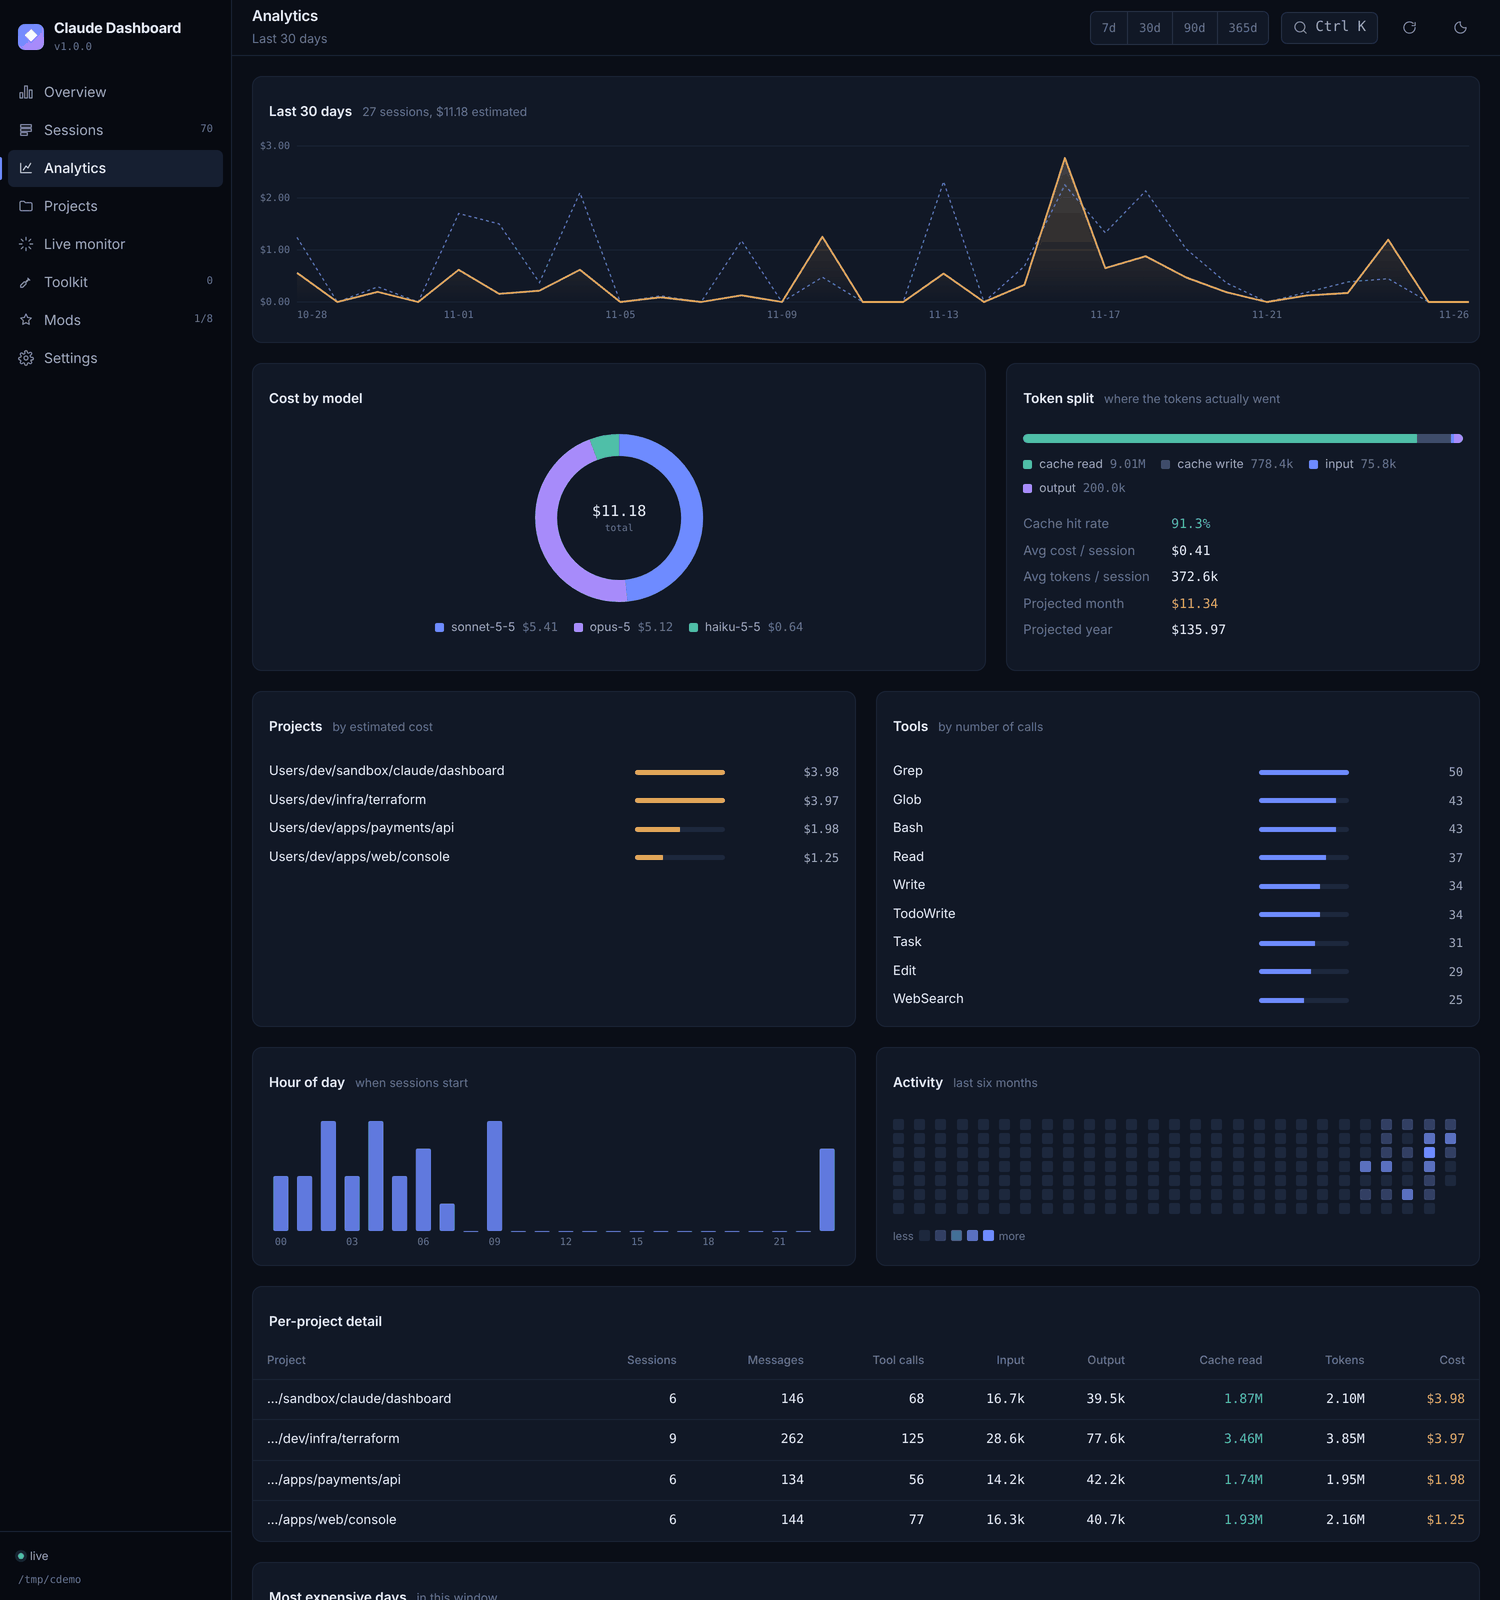 Claude Dashboard
v1.0.0
Overview
Sessions 70
Analytics
Projects
Live monitor
Toolkit 0
Mods 1/8
Settings
live
/tmp/cdemo
Analytics
Last 30 days
7d 30d 90d 365d
Ctrl K
Last 30 days 27 sessions, $11.18 estimated
$3.00
$2.00
$1.00
$0.00
10-28 11-01 11-05 11-09 11-13 11-17 11-21 11-26
Cost by model
$11.18
total
sonnet-5-5 $5.41 opus-5 $5.12 haiku-5-5 $0.64
Token split where the tokens actually went
cache read 9.01M cache write 778.4k input 75.8k
output 200.0k
Cache hit rate 91.3%
Avg cost / session $0.41
Avg tokens / session 372.6k
Projected month $11.34
Projected year $135.97
Projects by estimated cost
Users/dev/sandbox/claude/dashboard $3.98
Users/dev/infra/terraform $3.97
Users/dev/apps/payments/api $1.98
Users/dev/apps/web/console $1.25
Tools by number of calls
Grep 50
Glob 43
Bash 43
Read 37
Write 34
TodoWrite 34
Task 31
Edit 29
WebSearch 25
Hour of day when sessions start
00 03 06 09 12 15 18 21
Activity last six months
less more
Per-project detail
Project Sessions Messages Tool calls Input Output Cache read Tokens Cost
.../sandbox/claude/dashboard 6 146 68 16.7k 39.5k 1.87M 2.10M $3.98
.../dev/infra/terraform 9 262 125 28.6k 77.6k 3.46M 3.85M $3.97
.../apps/payments/api 6 134 56 14.2k 42.2k 1.74M 1.95M $1.98
.../apps/web/console 6 144 77 16.3k 40.7k 1.93M 2.16M $1.25
Most expensive days in this window